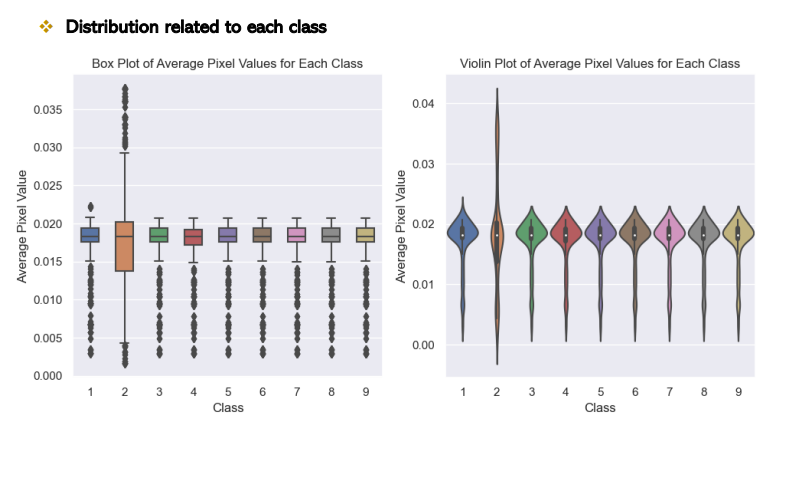 ❖ Distribution related to each class
Box Plot of Average Pixel Values for Each Class
Average Pixel Value
0.035
0.030
0.025
0.020
0.015
0.010
0.005
0.000
1 2 3 4 5 6 7 8 9
Class
Violin Plot of Average Pixel Values for Each Class
Average Pixel Value
0.04
0.03
0.02
0.01
0.00
1 2 3 4 5 6 7 8 9
Class